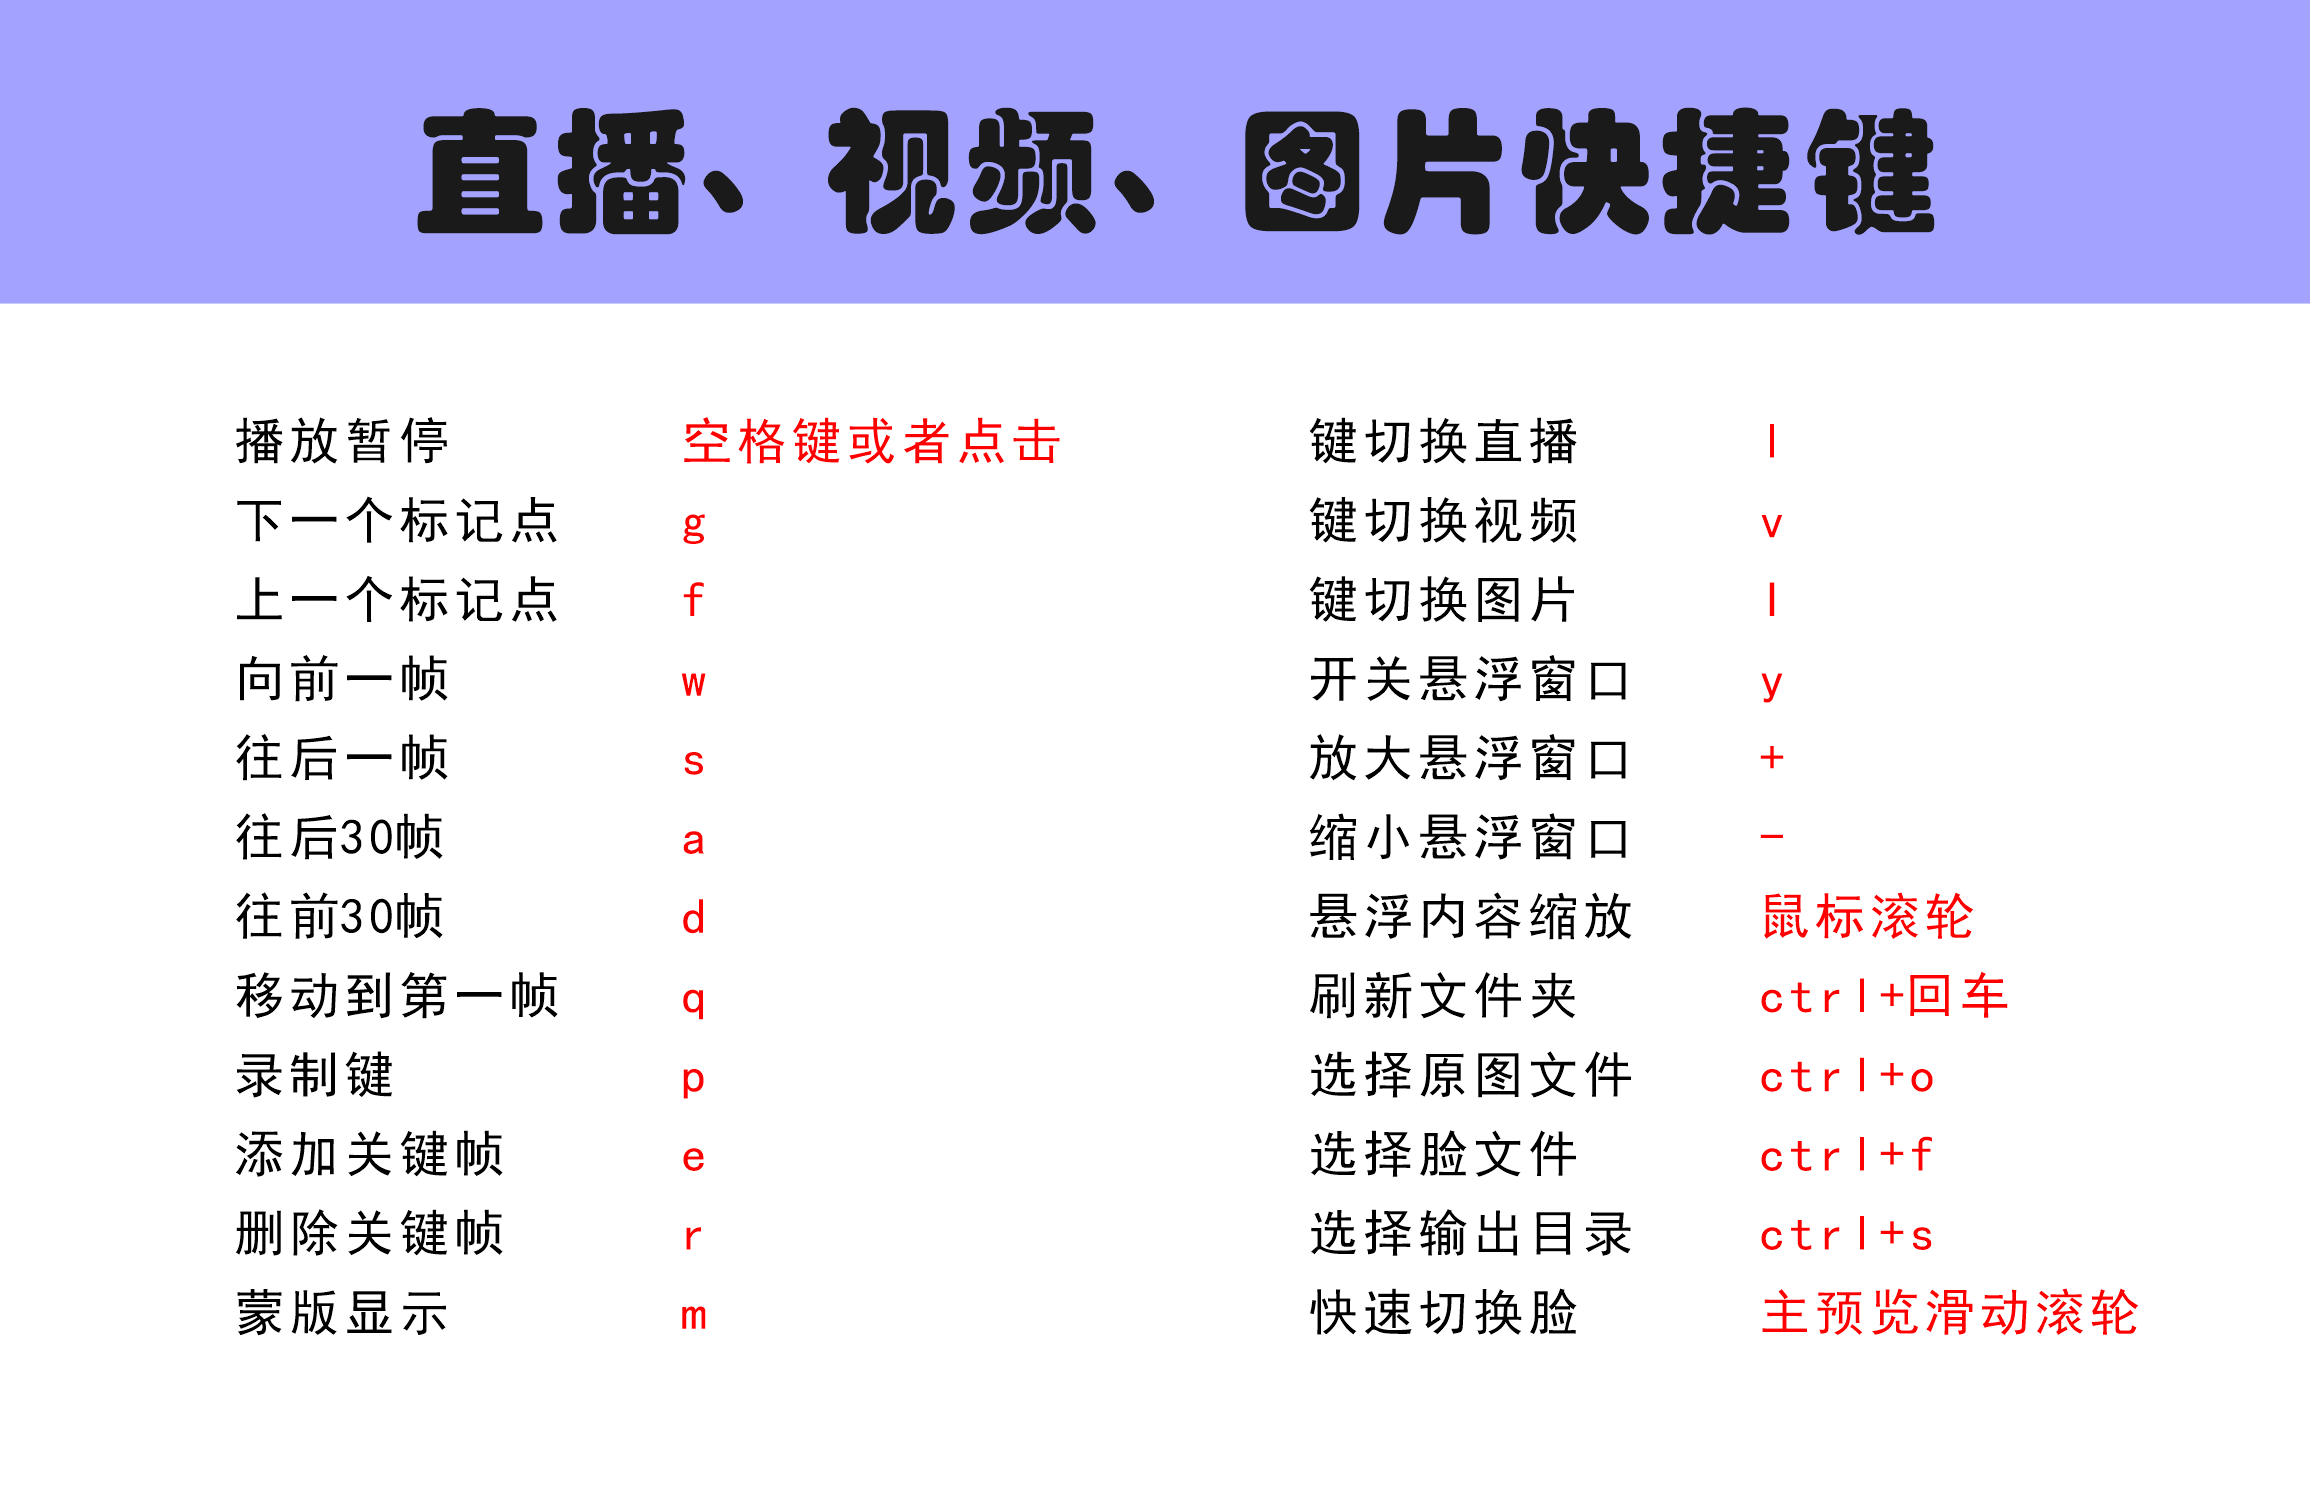 直播、视频、图片快捷键
播放暂停 空格键或者点击
下一个标记点 g
上一个标记点 f
向前一帧 w
往后一帧 s
往后30帧 a
往前30帧 d
移动到第一帧 q
录制键 p
添加关键帧 e
删除关键帧 r
蒙版显示 m
键切换直播 l
键切换视频 v
键切换图片 I
开关悬浮窗口 y
放大悬浮窗口 +
缩小悬浮窗口 -
悬浮内容缩放 鼠标滚轮
刷新文件夹 ctrl+回车
选择原图文件 ctrl+o
选择脸文件 ctrl+f
选择输出目录 ctrl+s
快速切换脸 主预览滑动滚轮